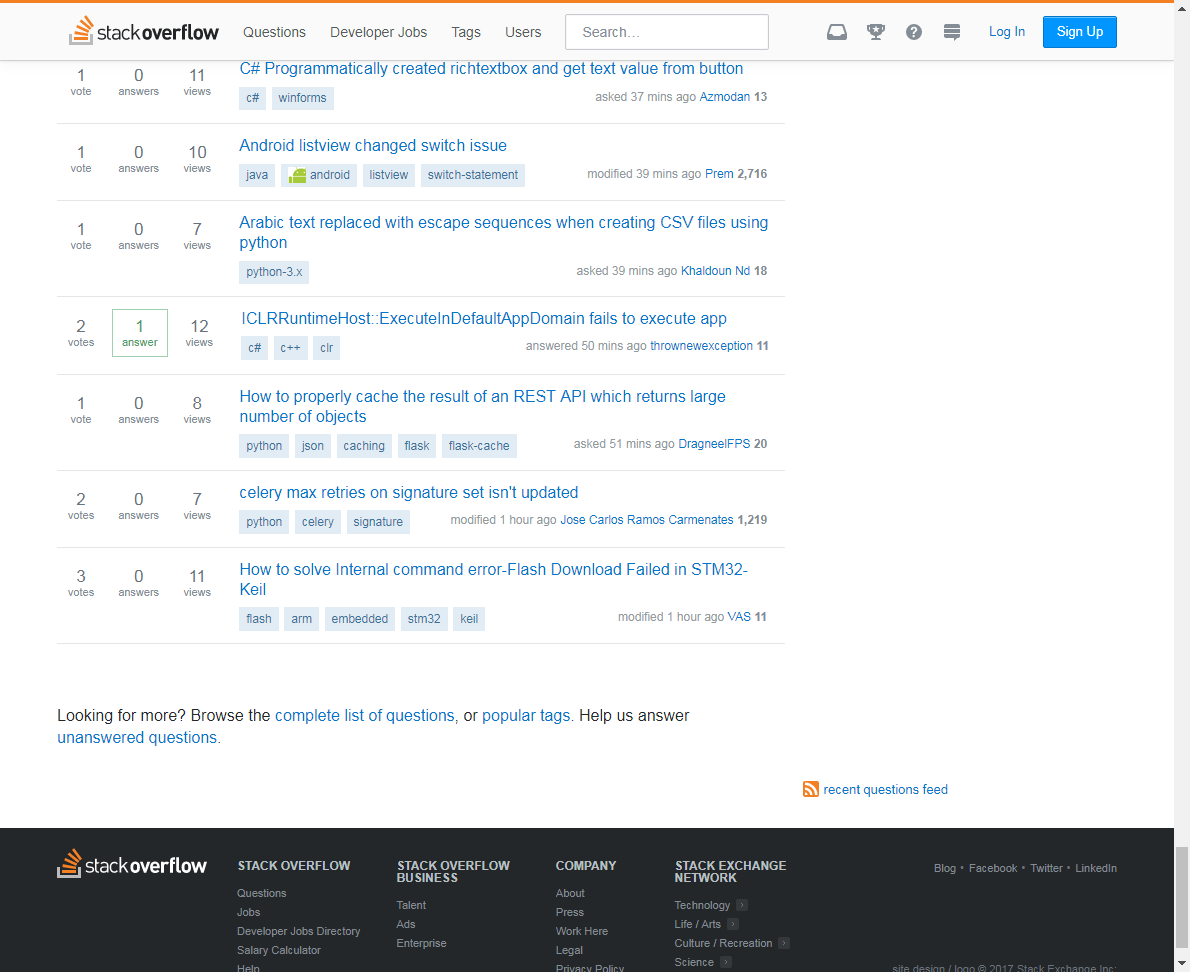 stack overflow Questions Developer Jobs Tags Users Search... Log In Sign Up
1 vote 0 answers 11 views
C# Programmatically created richtextbox and get text value from button
c# winforms asked 37 mins ago Azmodan 13
1 vote 0 answers 10 views
Android listview changed switch issue
java android listview switch-statement modified 39 mins ago Prem 2,716
1 vote 0 answers 7 views
Arabic text replaced with escape sequences when creating CSV files using
python
python-3.x asked 39 mins ago Khaldoun Nd 18
2 votes 1 answer 12 views
ICLRRuntimeHost::ExecuteInDefaultAppDomain fails to execute app
c# c++ clr answered 50 mins ago thrownewexception 11
1 vote 0 answers 8 views
How to properly cache the result of an REST API which returns large
number of objects
python json caching flask flask-cache asked 51 mins ago DragneelFPS 20
2 votes 0 answers 7 views
celery max retries on signature set isn't updated
python celery signature modified 1 hour ago Jose Carlos Ramos Carmenates 1,219
3 votes 0 answers 11 views
How to solve Internal command error-Flash Download Failed in STM32-
Keil
flash arm embedded stm32 keil modified 1 hour ago VAS 11
Looking for more? Browse the complete list of questions, or popular tags. Help us answer
unanswered questions.
recent questions feed
stack overflow
STACK OVERFLOW
Questions
Jobs
Developer Jobs Directory
Salary Calculator
Help
STACK OVERFLOW
BUSINESS
Talent
Ads
Enterprise
COMPANY
About
Press
Work Here
Legal
Privacy Policy
STACK EXCHANGE
NETWORK
Technology
Life / Arts
Culture / Recreation
Science
Blog • Facebook • Twitter • LinkedIn
site design / logo © 2017 Stack Exchange Inc;